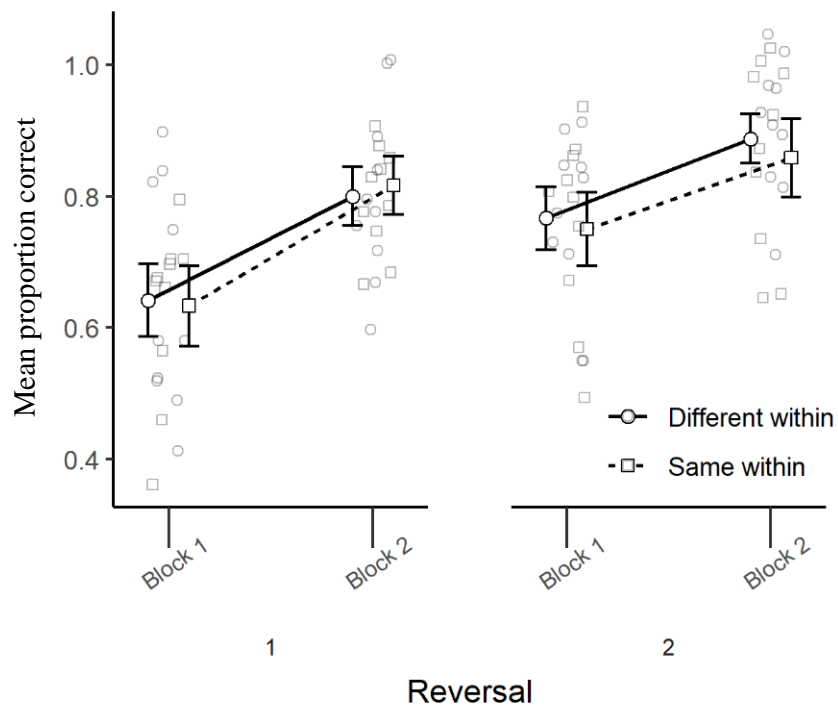 Mean proportion correct
1.0
0.8
0.6
0.4
Different within
Same within
Block 1
Block 2
Block 1
Block 2
1
2
Reversal